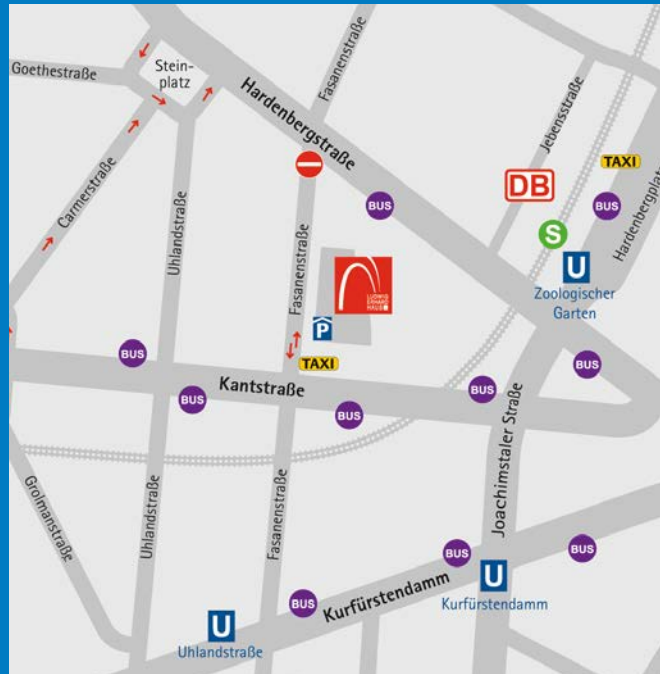 Goethestraße
Stein-
platz
Hardenbergstraße
Fasanenstraße
Jebensstraße
TAXI
Hardenbergplatz
DB
BUS
BUS
S
U
Zoologischer
Garten
Carmerstraße
Uhlandstraße
Fasanenstraße
LUDWIG
ERHARD
HAUS
P
TAXI
BUS
BUS
Kantstraße
BUS
BUS
BUS
Joachimstaler Straße
Grolmanstraße
Uhlandstraße
Fasanenstraße
BUS
BUS
BUS
Kurfürstendamm
U
Kurfürstendamm
U
Uhlandstraße